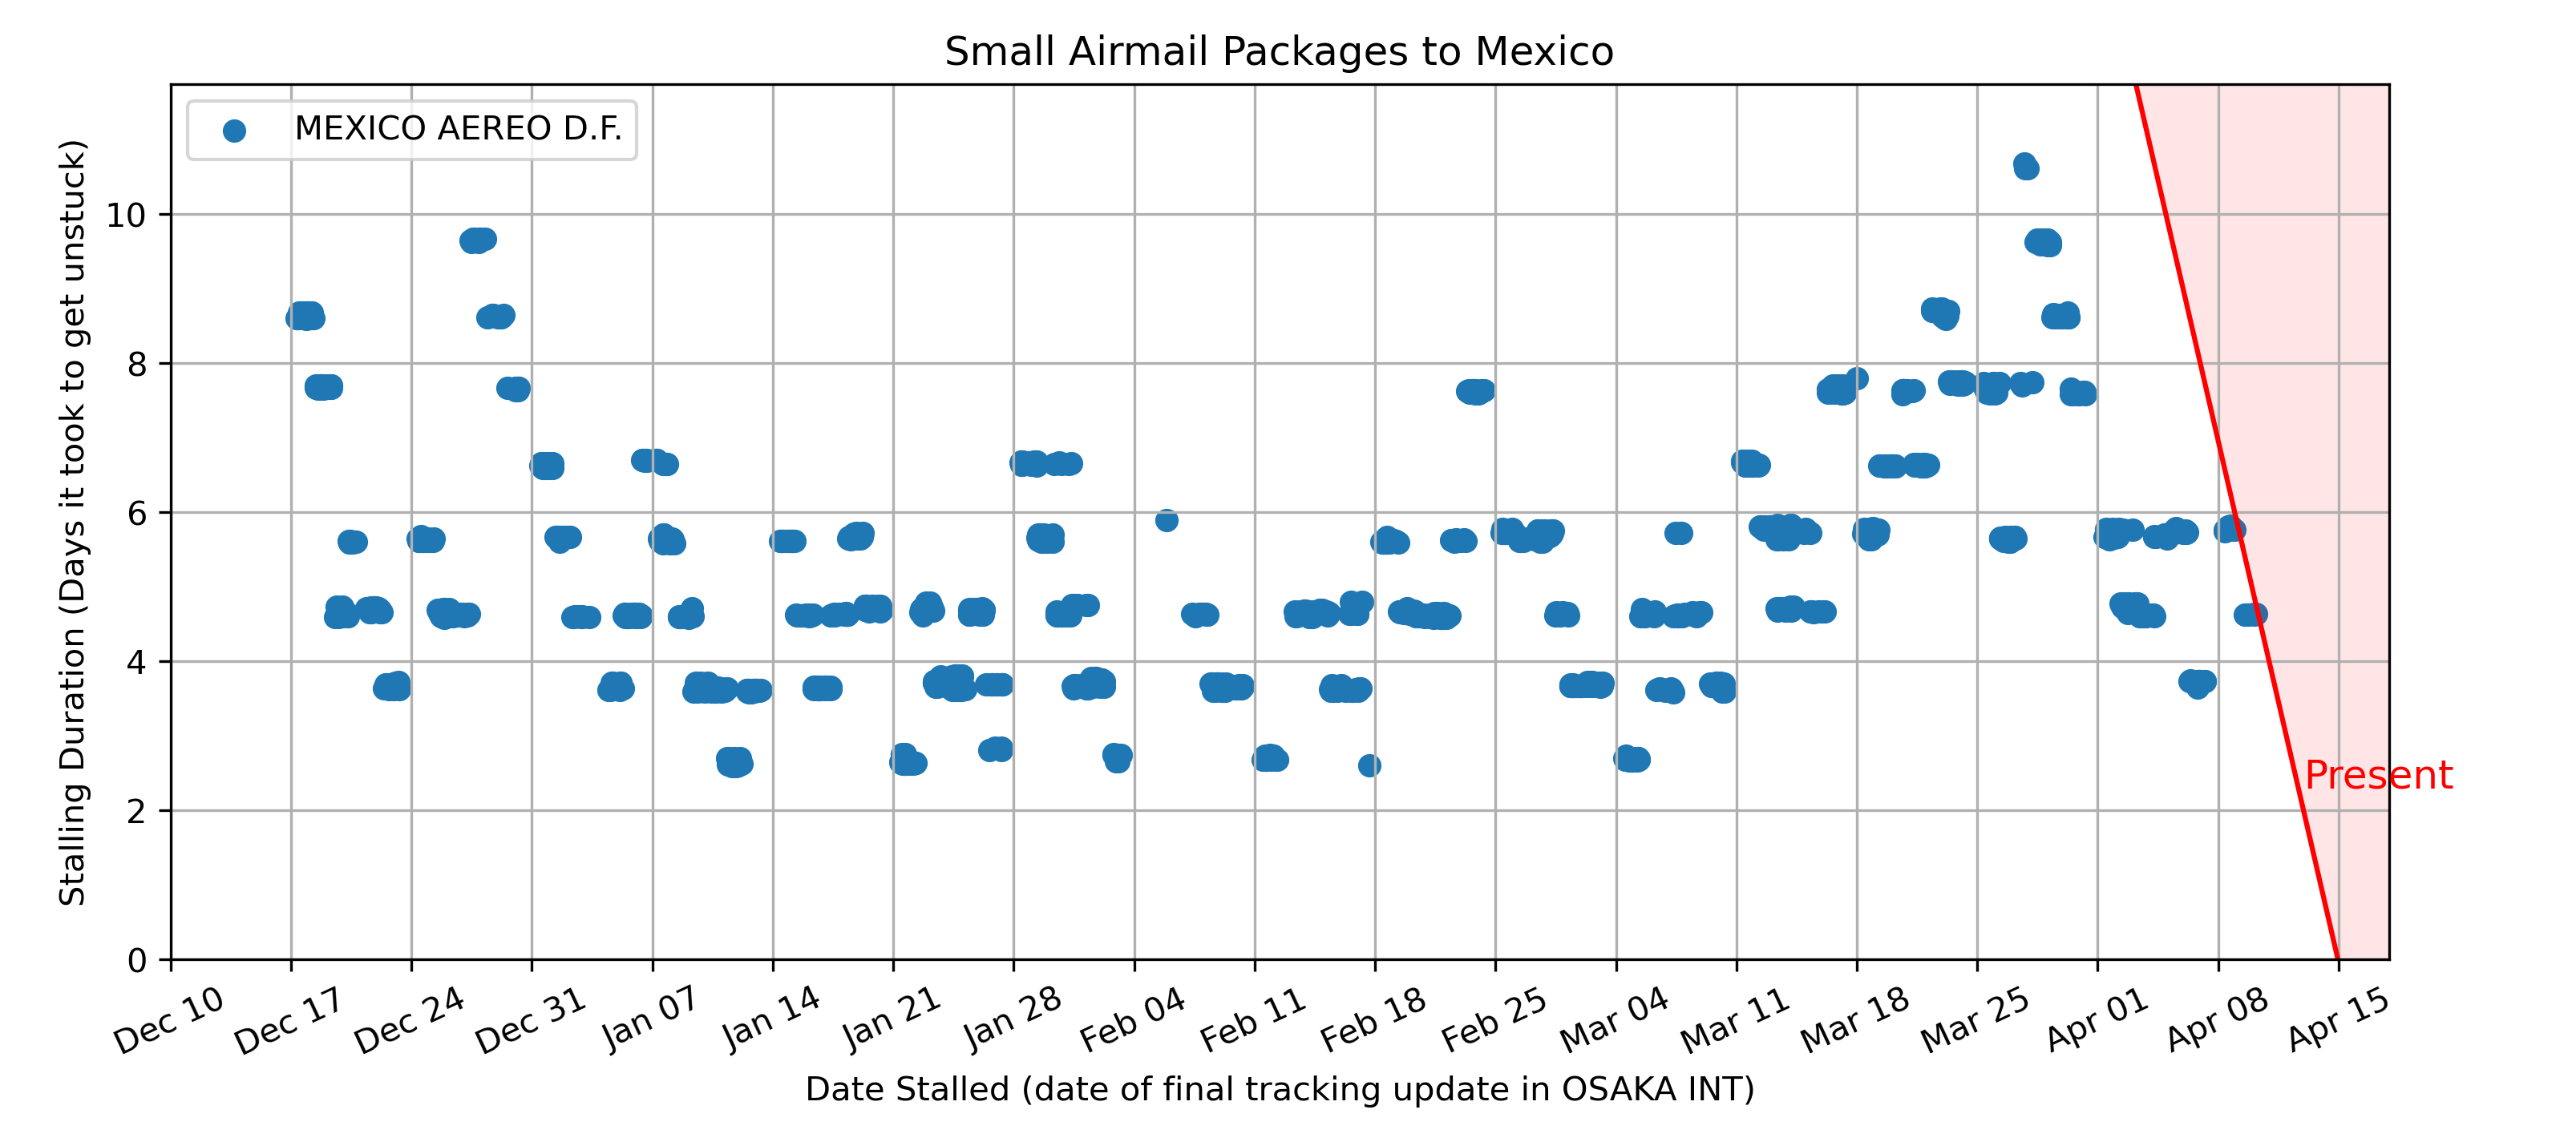 Small Airmail Packages to Mexico
MEXICO AEREO D.F.
Stalling Duration (Days it took to get unstuck)
10
8
6
4
2
0
Present
Dec 10
Dec 17
Dec 24
Dec 31
Jan 07
Jan 14
Jan 21
Jan 28
Feb 04
Feb 11
Feb 18
Feb 25
Mar 04
Mar 11
Mar 18
Mar 25
Apr 01
Apr 08
Apr 15
Date Stalled (date of final tracking update in OSAKA INT)